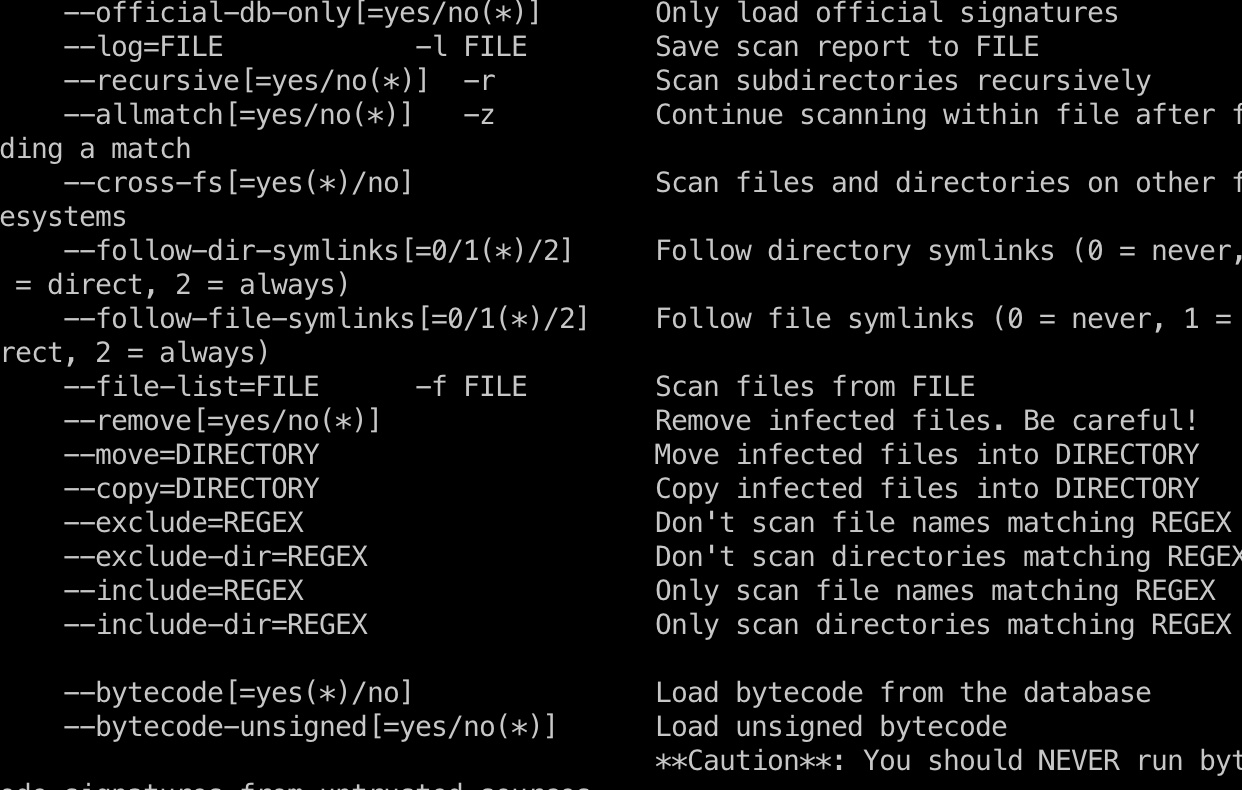 --official-db-only[=yes/no(*)] Only load official signatures
--log=FILE -l FILE Save scan report to FILE
--recursive[=yes/no(*)] -r Scan subdirectories recursively
--allmatch[=yes/no(*)] -z Continue scanning within file after f
ding a match
--cross-fs[=yes(*)/no] Scan files and directories on other f
esystems
--follow-dir-symlinks[=0/1(*)/2] Follow directory symlinks (0 = never,
= direct, 2 = always)
--follow-file-symlinks[=0/1(*)/2] Follow file symlinks (0 = never, 1 =
rect, 2 = always)
--file-list=FILE -f FILE Scan files from FILE
--remove[=yes/no(*)] Remove infected files. Be careful!
--move=DIRECTORY Move infected files into DIRECTORY
--copy=DIRECTORY Copy infected files into DIRECTORY
--exclude=REGEX Don't scan file names matching REGEX
--exclude-dir=REGEX Don't scan directories matching REGEX
--include=REGEX Only scan file names matching REGEX
--include-dir=REGEX Only scan directories matching REGEX
--bytecode[=yes(*)/no] Load bytecode from the database
--bytecode-unsigned[=yes/no(*)] Load unsigned bytecode
**Caution**: You should NEVER run byt
ode signatures from untrusted sources